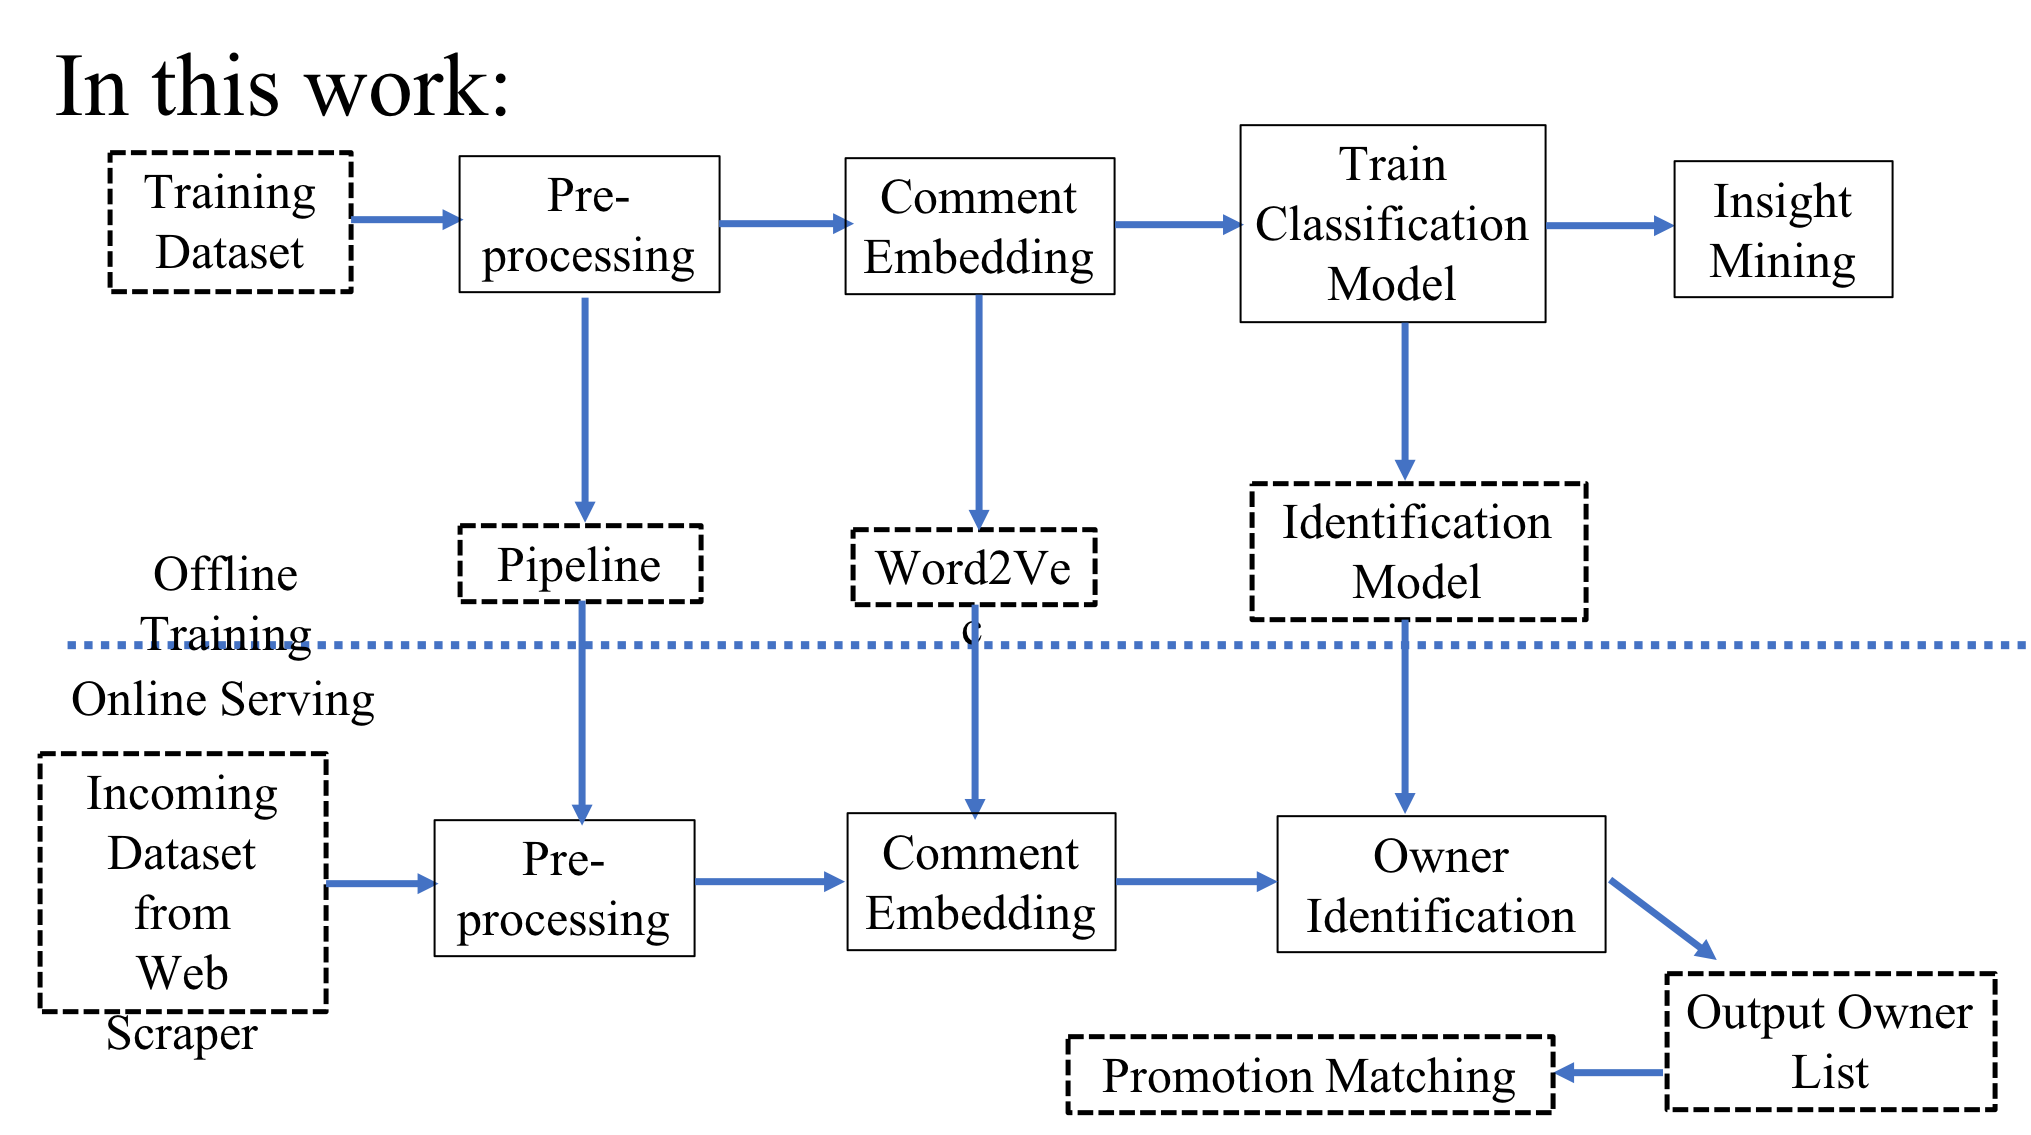 In this work:
Training
Dataset
Pre-
processing
Comment
Embedding
Train
Classification
Model
Insight
Mining
Pipeline
Word2Ve
c
Identification
Model
Offline
Training
Online Serving
Incoming
Dataset
from
Web
Scraper
Pre-
processing
Comment
Embedding
Owner
Identification
Output Owner
List
Promotion Matching